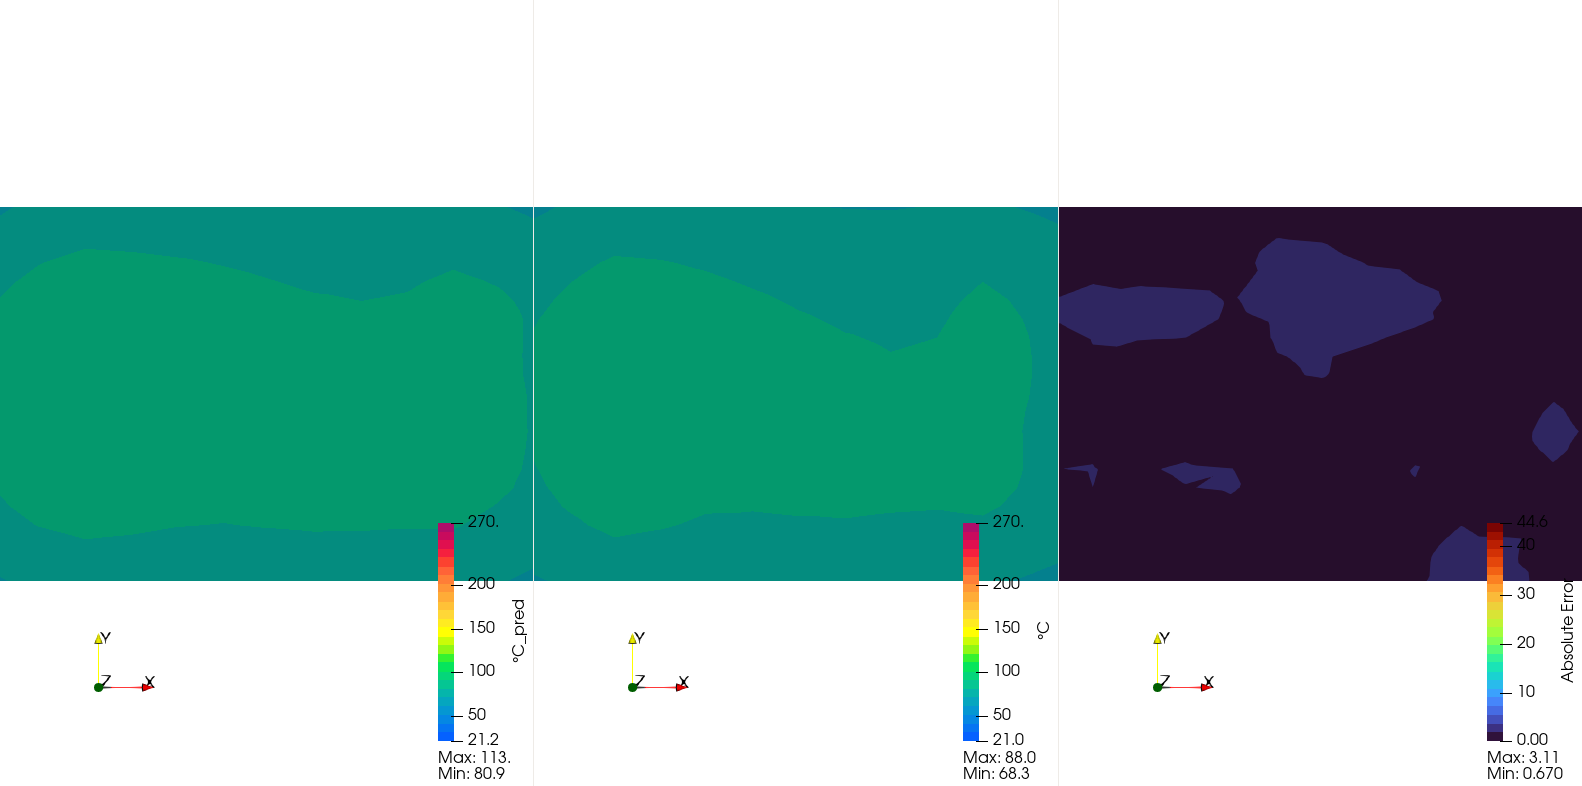 270.
200
150
100
50
21.2
°C_pred
Max: 113.
Min: 80.9
Y
Z
X
270.
200
150
100
50
21.0
°C
Max: 88.0
Min: 68.3
Y
Z
X
44.6
40
30
20
10
0.00
Absolute Error
Max: 3.11
Min: 0.670
Y
Z
X